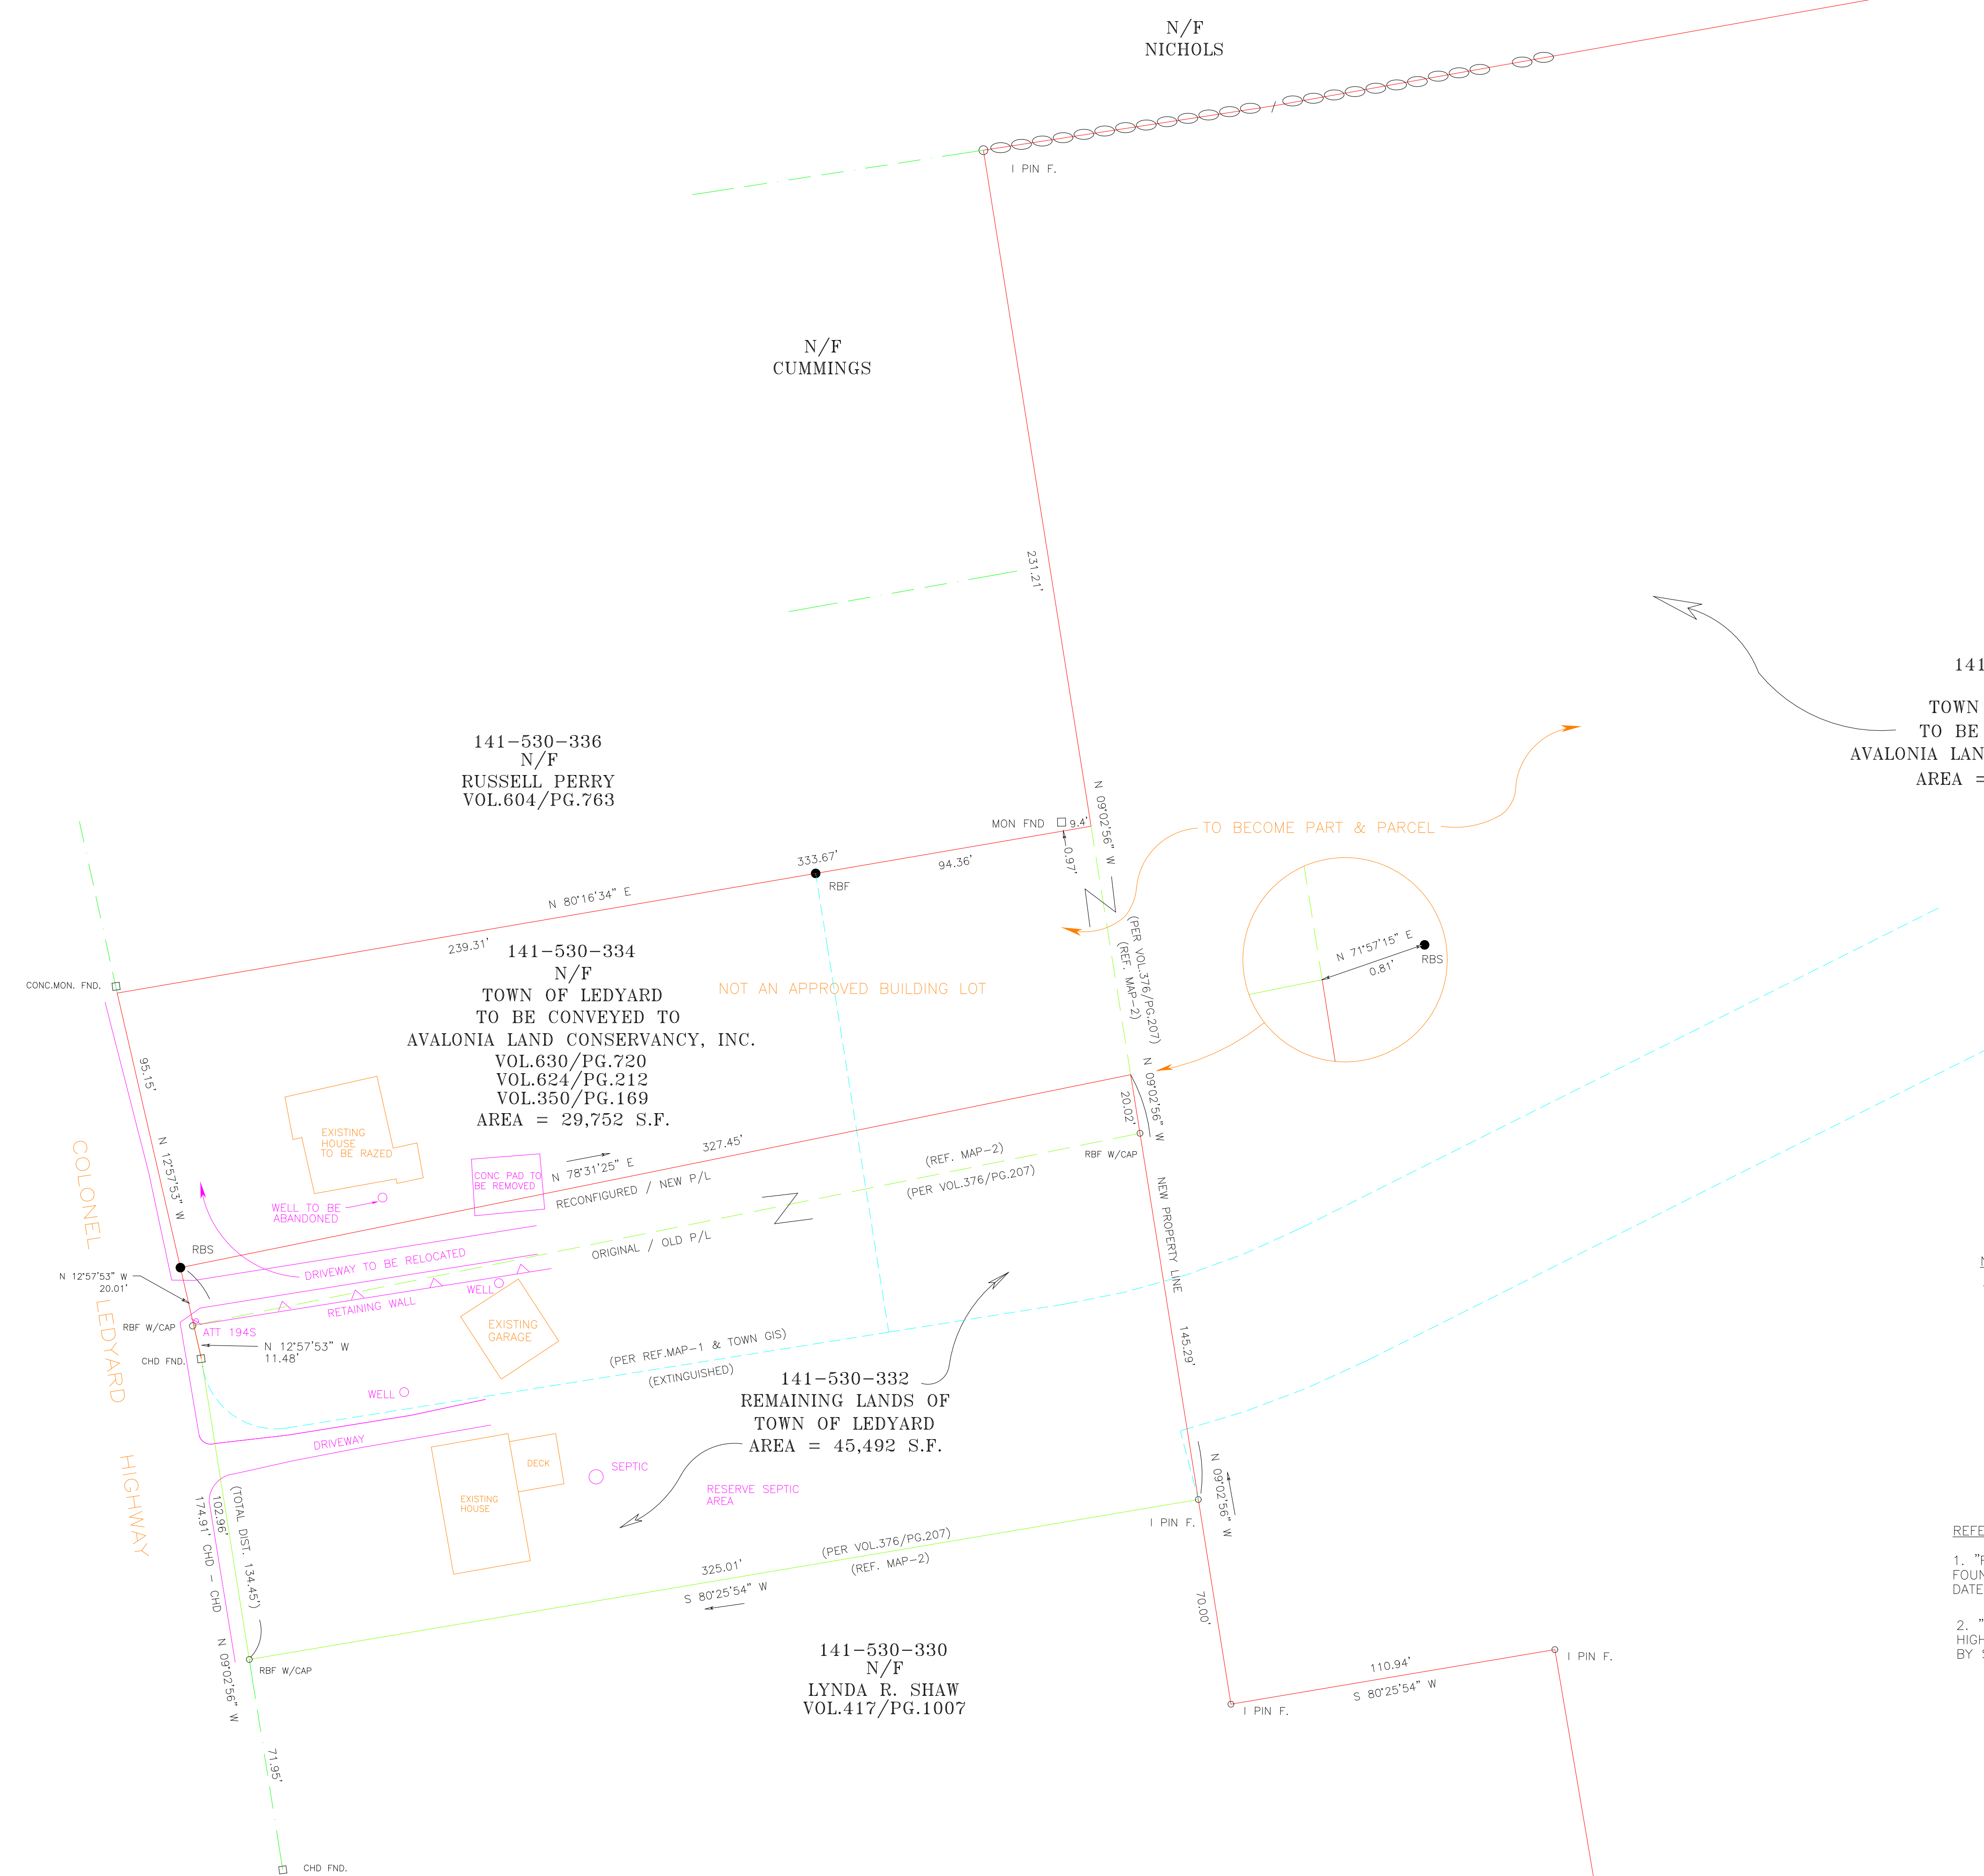 N/F
NICHOLS
I PIN F.
N/F
CUMMINGS
231.21'
141
TOWN
TO BE
AVALONIA LAN
AREA =
141-530-336
N/F
RUSSELL PERRY
VOL.604/PG.763
MON FND
9.4'
0.97'
N 09°02'56" W
TO BECOME PART & PARCEL
333.67'
94.36'
RBF
N 80°16'34" E
239.31'
CONC.MON. FND.
141-530-334
N/F
TOWN OF LEDYARD
TO BE CONVEYED TO
AVALONIA LAND CONSERVANCY, INC.
VOL.630/PG.720
VOL.624/PG.212
VOL.350/PG.169
AREA = 29,752 S.F.
NOT AN APPROVED BUILDING LOT
(PER VOL.376/PG.207)
(REF. MAP-2)
N 71°57'15" E
0.81'
RBS
95.15'
N 12°57'53" W
EXISTING
HOUSE
TO BE RAZED
CONC PAD TO
BE REMOVED
WELL TO BE
ABANDONED
327.45'
N 78°31'25" E
RECONFIGURED / NEW P/L
(REF. MAP-2)
(PER VOL.376/PG.207)
20.02'
N 09°02'56" W
RBF W/CAP
COLONEL
LEDYARD
HIGHWAY
RBS
N 12°57'53" W
20.01'
DRIVEWAY TO BE RELOCATED
ORIGINAL / OLD P/L
RETAINING WALL
WELL
RBF W/CAP
ATT 194S
CHD FND.
N 12°57'53" W
11.48'
EXISTING
GARAGE
NEW PROPERTY LINE
145.29'
(PER REF.MAP-1 & TOWN GIS)
(EXTINGUISHED)
WELL
DRIVEWAY
141-530-332
REMAINING LANDS OF
TOWN OF LEDYARD
AREA = 45,492 S.F.
DECK
SEPTIC
EXISTING
HOUSE
RESERVE SEPTIC
AREA
N 09°02'56" W
I PIN F.
(TOTAL DIST. 134.45')
102.96'
174.91' CHD - CHD
N 09°02'56" W
(PER VOL.376/PG.207)
(REF. MAP-2)
325.01'
S 80°25'54" W
70.00'
RBF W/CAP
141-530-330
N/F
LYNDA R. SHAW
VOL.417/PG.1007
110.94'
S 80°25'54" W
I PIN F.
I PIN F.
71.95'
CHD FND.
REFE
1. "
FOUN
DATE
2. "
HIGH
BY